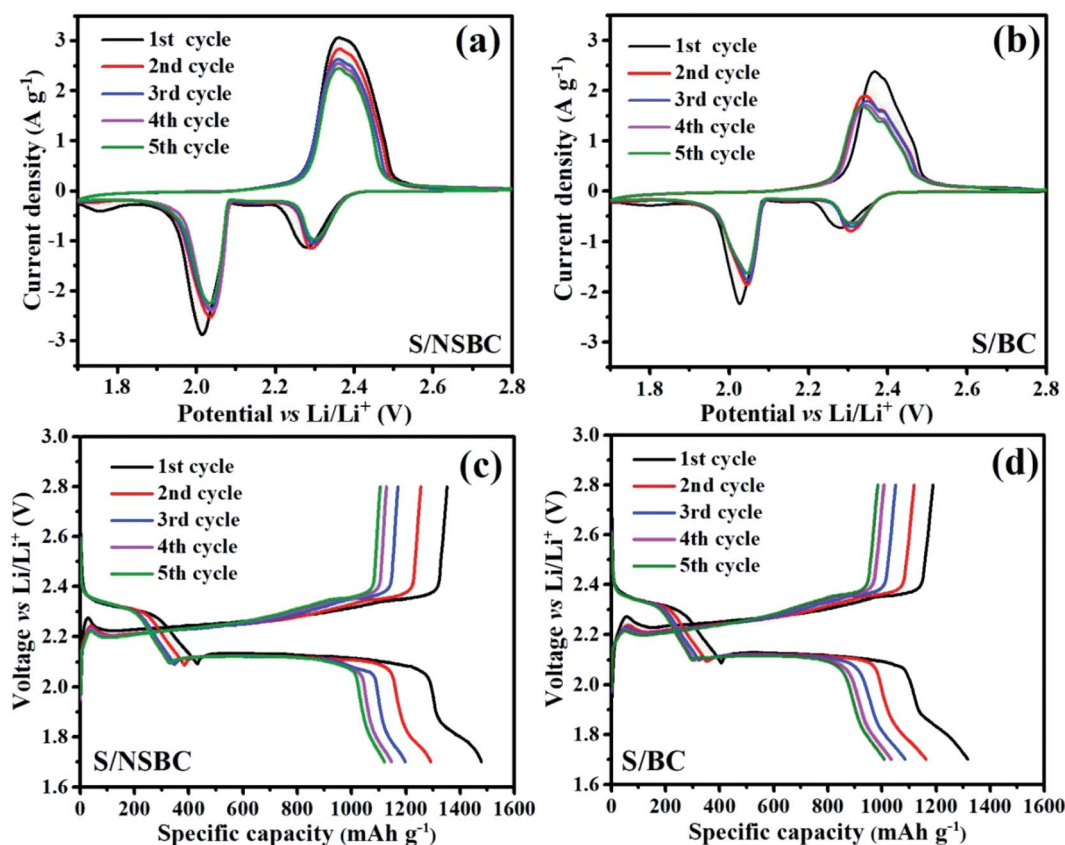 (a)
1st cycle
2nd cycle
3rd cycle
4th cycle
5th cycle
3
2
1
0
-1
-2
-3
Current density (A g⁻¹)
S/NSBC
1.8 2.0 2.2 2.4 2.6 2.8
Potential vs Li/Li⁺ (V)
(b)
1st cycle
2nd cycle
3rd cycle
4th cycle
5th cycle
3
2
1
0
-1
-2
-3
Current density (A g⁻¹)
S/BC
1.8 2.0 2.2 2.4 2.6 2.8
Potential vs Li/Li⁺ (V)
(c)
1st cycle
2nd cycle
3rd cycle
4th cycle
5th cycle
3.0
2.8
2.6
2.4
2.2
2.0
1.8
1.6
Voltage vs Li/Li⁺ (V)
S/NSBC
0 200 400 600 800 1000 1200 1400 1600
Specific capacity (mAh g⁻¹)
(d)
1st cycle
2nd cycle
3rd cycle
4th cycle
5th cycle
3.0
2.8
2.6
2.4
2.2
2.0
1.8
1.6
Voltage vs Li/Li⁺ (V)
S/BC
0 200 400 600 800 1000 1200 1400 1600
Specific capacity (mAh g⁻¹)